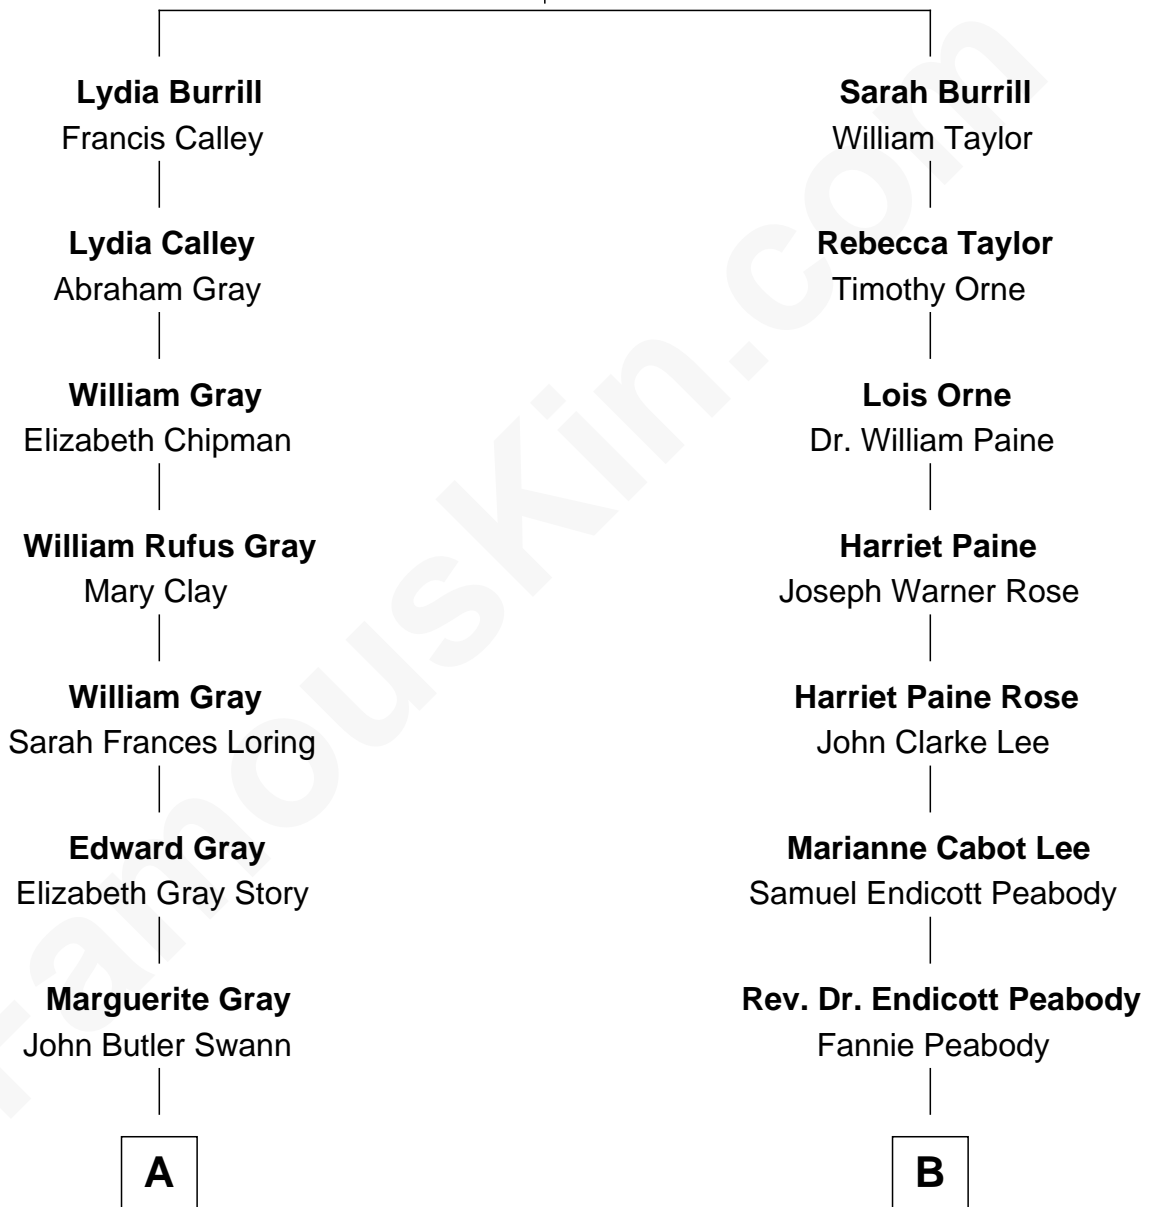 Lydia Burrill
Francis Calley
Sarah Burrill
William Taylor
Lydia Calley
Abraham Gray
Rebecca Taylor
Timothy Orne
William Gray
Elizabeth Chipman
Lois Orne
Dr. William Paine
William Rufus Gray
Mary Clay
Harriet Paine
Joseph Warner Rose
William Gray
Sarah Frances Loring
Harriet Paine Rose
John Clarke Lee
Edward Gray
Elizabeth Gray Story
Marianne Cabot Lee
Samuel Endicott Peabody
Marguerite Gray
John Butler Swann
Rev. Dr. Endicott Peabody
Fannie Peabody
A
B
FamousKin.com